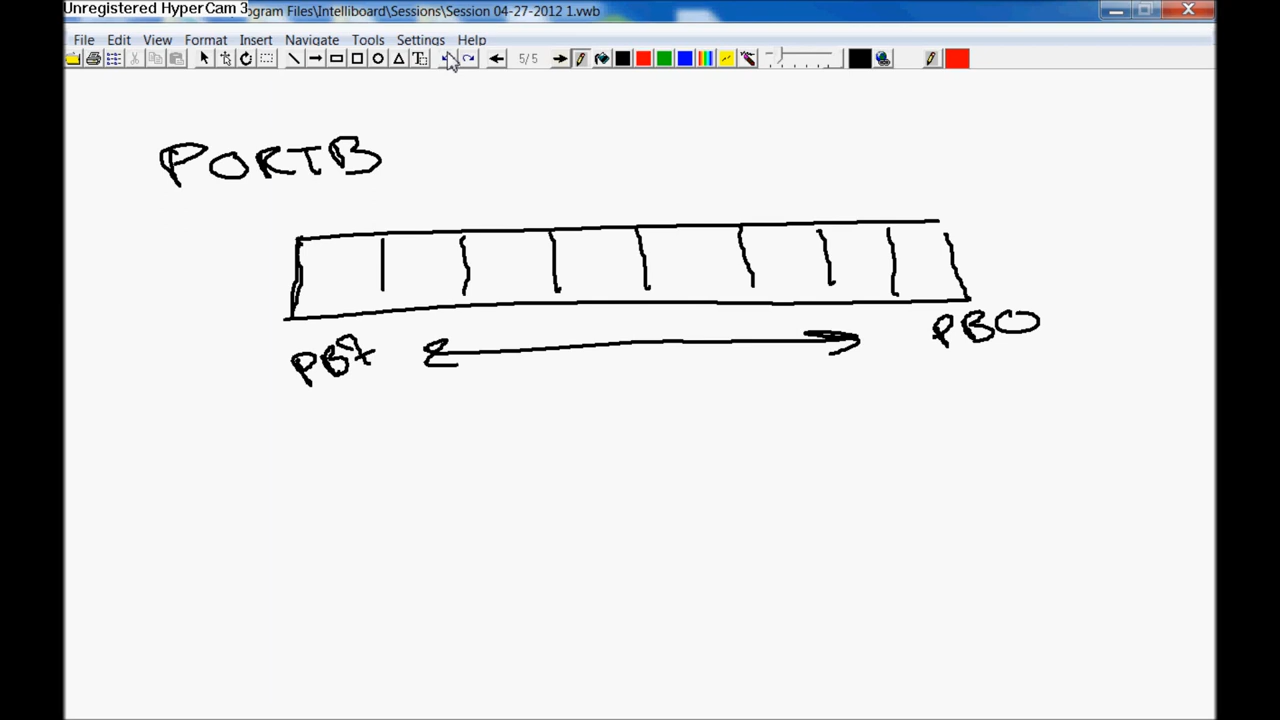 Unregistered HyperCam 3
ogram Files\Intelliboard\Sessions\Session 04-27-2012 1.vwb
File Edit View Format Insert Navigate Tools Settings Help
5/5
PORTB
PB7
PB0